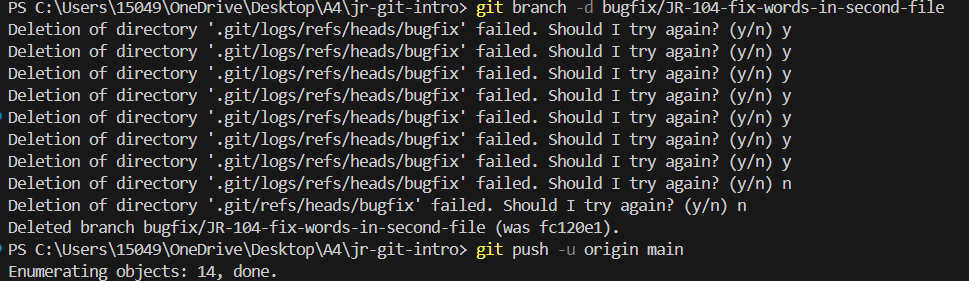 PS C:\Users\15049\OneDrive\Desktop\A4\jr-git-intro> git branch -d bugfix/JR-104-fix-words-in-second-file
Deletion of directory '.git/logs/refs/heads/bugfix' failed. Should I try again? (y/n) y
Deletion of directory '.git/logs/refs/heads/bugfix' failed. Should I try again? (y/n) y
Deletion of directory '.git/logs/refs/heads/bugfix' failed. Should I try again? (y/n) y
Deletion of directory '.git/logs/refs/heads/bugfix' failed. Should I try again? (y/n) y
Deletion of directory '.git/logs/refs/heads/bugfix' failed. Should I try again? (y/n) y
Deletion of directory '.git/logs/refs/heads/bugfix' failed. Should I try again? (y/n) y
Deletion of directory '.git/logs/refs/heads/bugfix' failed. Should I try again? (y/n) y
Deletion of directory '.git/logs/refs/heads/bugfix' failed. Should I try again? (y/n) n
Deletion of directory '.git/refs/heads/bugfix' failed. Should I try again? (y/n) n
Deleted branch bugfix/JR-104-fix-words-in-second-file (was fc120e1).
PS C:\Users\15049\OneDrive\Desktop\A4\jr-git-intro> git push -u origin main
Enumerating objects: 14, done.